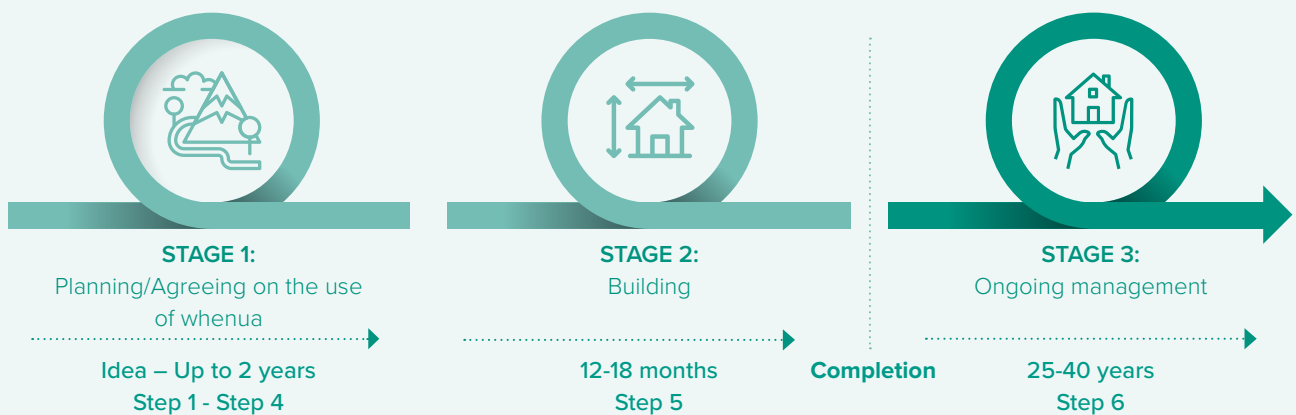 STAGE 1:
Planning/Agreeing on the use
of whenua
Idea – Up to 2 years
Step 1 - Step 4
STAGE 2:
Building
12-18 months
Step 5
Completion
STAGE 3:
Ongoing management
25-40 years
Step 6